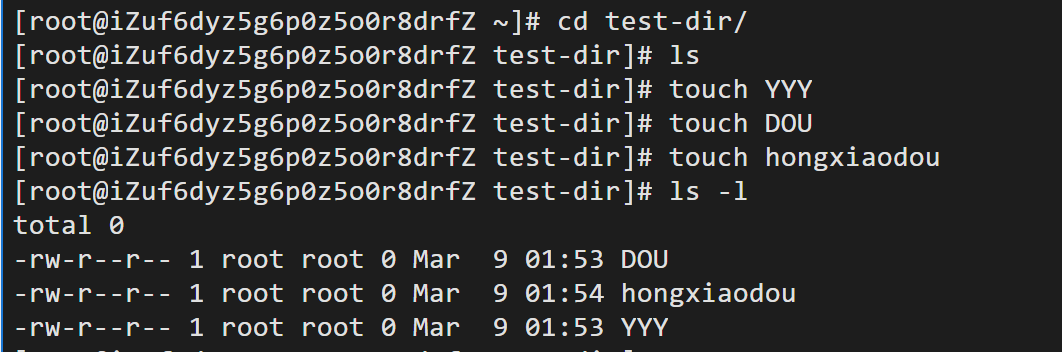 [root@iZuf6dyz5g6p0z5o0r8drfZ ~]# cd test-dir/
[root@iZuf6dyz5g6p0z5o0r8drfZ test-dir]# ls
[root@iZuf6dyz5g6p0z5o0r8drfZ test-dir]# touch YYY
[root@iZuf6dyz5g6p0z5o0r8drfZ test-dir]# touch DOU
[root@iZuf6dyz5g6p0z5o0r8drfZ test-dir]# touch hongxiaodou
[root@iZuf6dyz5g6p0z5o0r8drfZ test-dir]# ls -l
total 0
-rw-r--r-- 1 root root 0 Mar  9 01:53 DOU
-rw-r--r-- 1 root root 0 Mar  9 01:54 hongxiaodou
-rw-r--r-- 1 root root 0 Mar  9 01:53 YYY